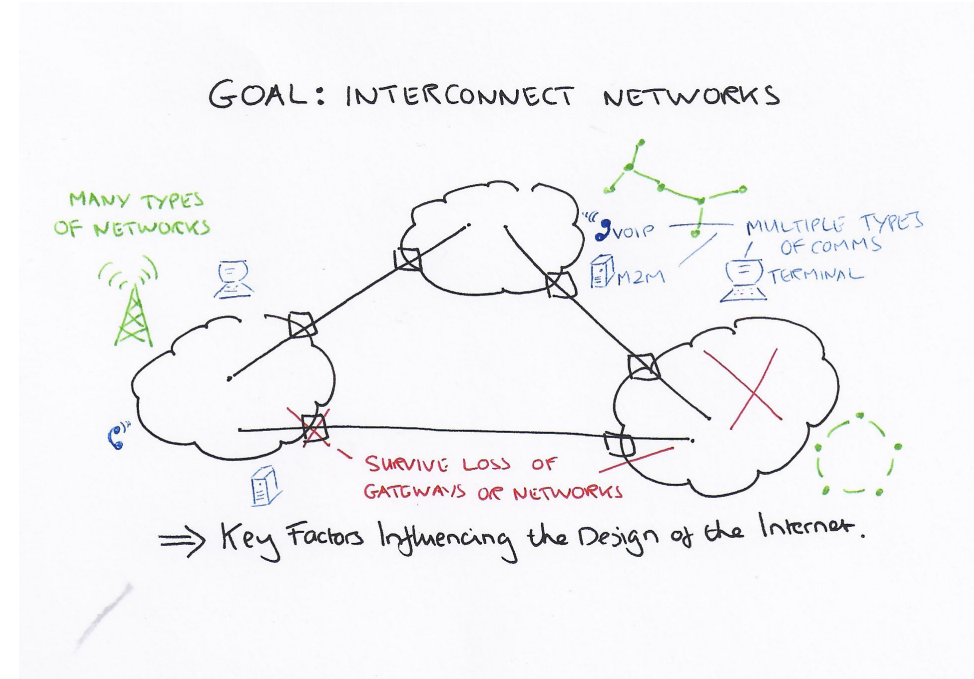 GOAL: INTERCONNECT NETWORKS
MANY TYPES
OF NETWORKS
VOIP
M2M
MULTIPLE TYPES
OF COMMS
TERMINAL
SURVIVE LOSS OF
GATEWAYS OR NETWORKS
⇒ Key Factors Influencing the Design of the Internet.